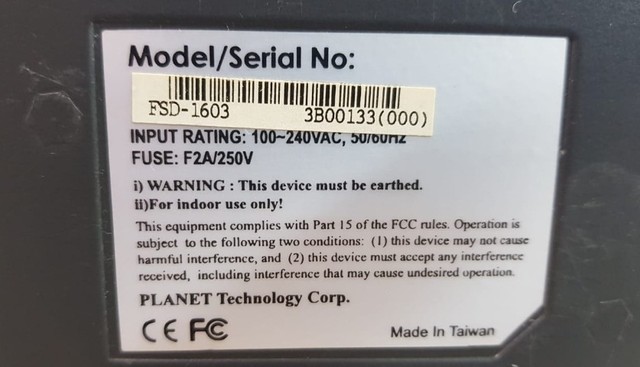 Model/Serial No:
FSD-1603 3B00133(000)
INPUT RATING: 100~240VAC, 50/60HZ
FUSE: F2A/250V
i) WARNING : This device must be earthed.
ii)For indoor use only!
This equipment complies with Part 15 of the FCC rules. Operation is
subject to the following two conditions: (1) this device may not cause
harmful interference, and (2) this device must accept any interference
received, including interference that may cause undesired operation.
PLANET Technology Corp.
CE FC Made In Taiwan